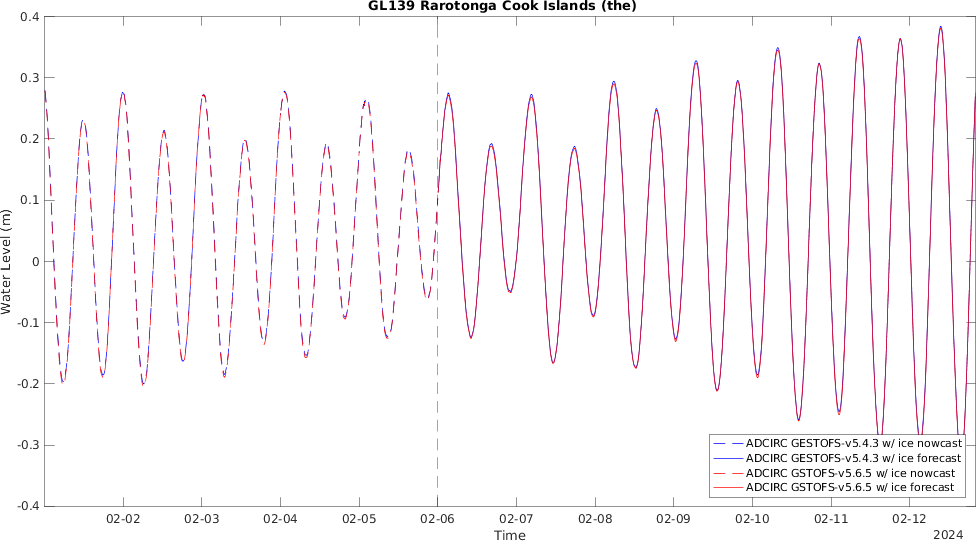 GL139 Rarotonga Cook Islands (the)
0.4
0.3
0.2
0.1
0
-0.1
-0.2
-0.3
-0.4
Water Level (m)
ADCIRC GESTOFS-v5.4.3 w/ ice nowcast
ADCIRC GESTOFS-v5.4.3 w/ ice forecast
ADCIRC GSTOFS-v5.6.5 w/ ice nowcast
ADCIRC GSTOFS-v5.6.5 w/ ice forecast
02-02 02-03 02-04 02-05 02-06 02-07 02-08 02-09 02-10 02-11 02-12
Time
2024